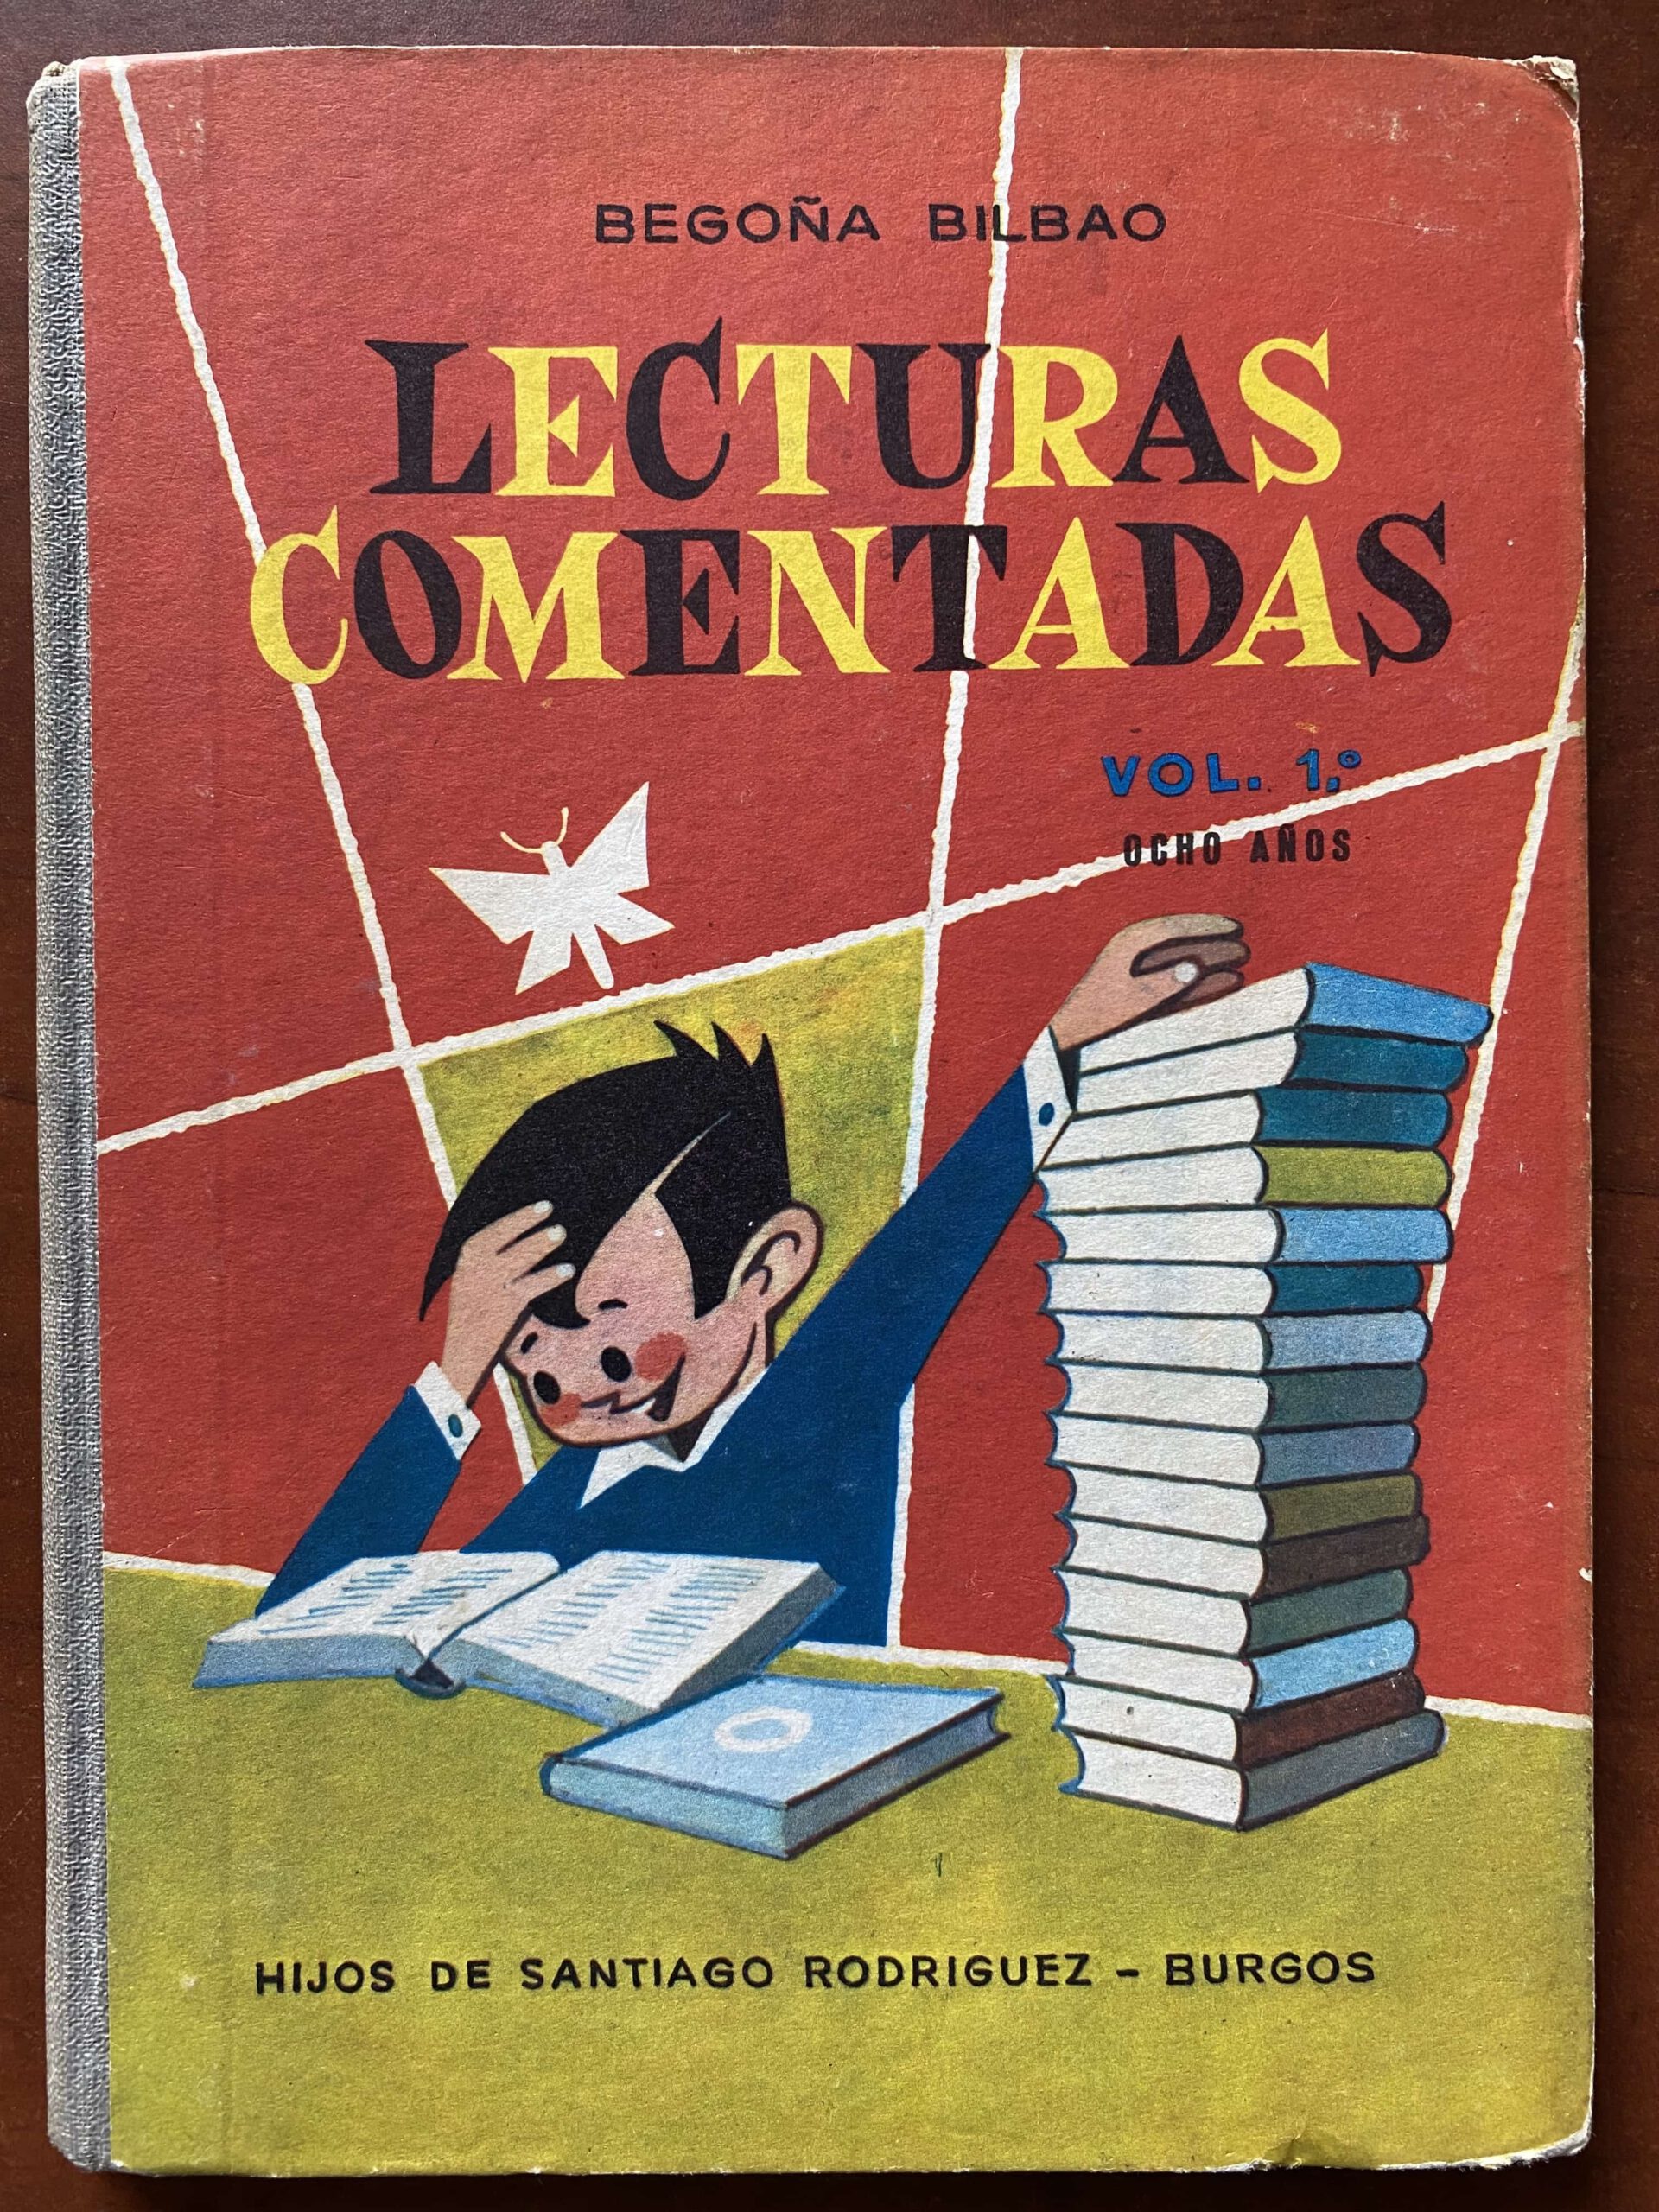 BEGOÑA BILBAO
LECTURAS
COMENTADAS
VOL. 1.º
OCHO AÑOS
HIJOS DE SANTIAGO RODRIGUEZ - BURGOS